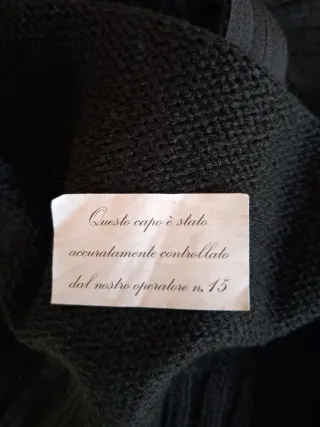 Questo capo è stato
accuratamente controllato
dal nostro operatore n. 15